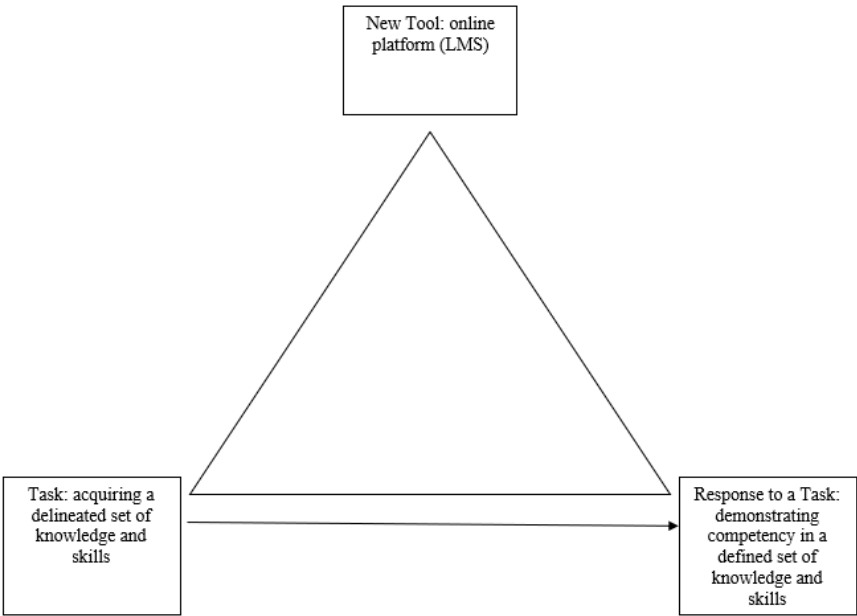 New Tool: online
platform (LMS)
Task: acquiring a
delineated set of
knowledge and
skills
Response to a Task:
demonstrating
competency in a
defined set of
knowledge and
skills